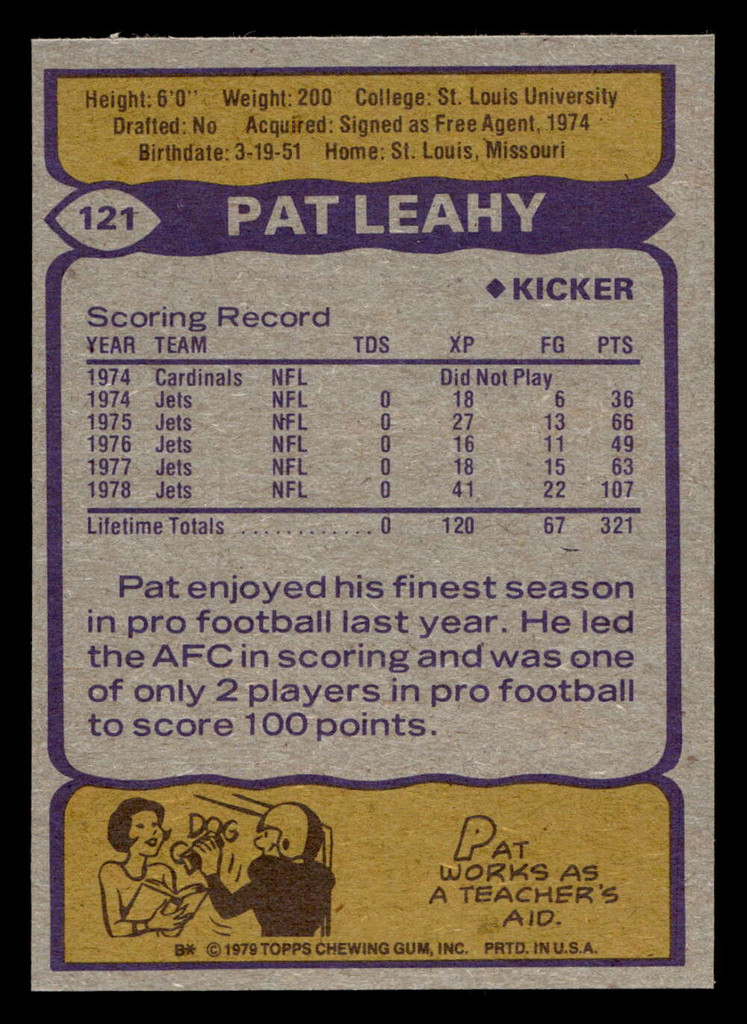 Height: 6'0" Weight: 200 College: St. Louis University
Drafted: No Acquired: Signed as Free Agent, 1974
Birthdate: 3-19-51 Home: St. Louis, Missouri
121 PAT LEAHY
◆ KICKER
Scoring Record
YEAR TEAM TDS XP FG PTS
1974 Cardinals NFL Did Not Play
1974 Jets NFL 0 18 6 36
1975 Jets NFL 0 27 13 66
1976 Jets NFL 0 16 11 49
1977 Jets NFL 0 18 15 63
1978 Jets NFL 0 41 22 107
Lifetime Totals ............ 0 120 67 321
Pat enjoyed his finest season
in pro football last year. He led
the AFC in scoring and was one
of only 2 players in pro football
to score 100 points.
DOG
C
PAT
WORKS AS
A TEACHER'S
AID.
B* © 1979 TOPPS CHEWING GUM, INC. PRTD. IN U.S.A.